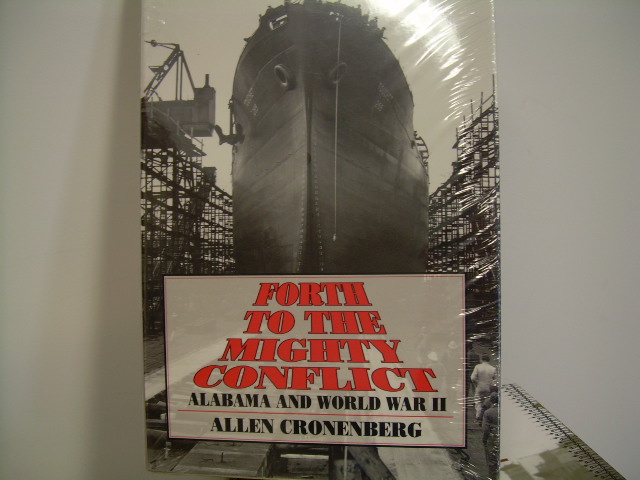 FORTH
TO THE
MIGHTY
CONFLICT
ALABAMA AND WORLD WAR II
ALLEN CRONENBERG